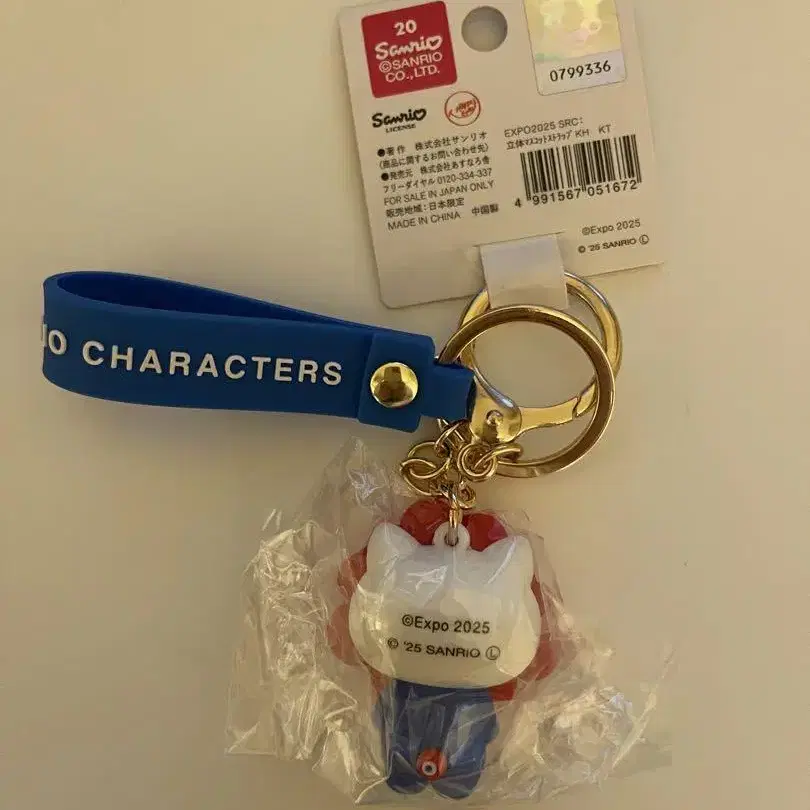 20
Sanrio
©SANRIO
CO.,LTD.
0799336
Sanrio
LICENSE
●著作 株式会社サンリオ
(商品に関するお問い合わせ先)
●発売元 株式会社あすなろ舎
フリーダイヤル 0120-334-337
FOR SALE IN JAPAN ONLY
販売地域:日本限定
MADE IN CHINA 中国製
EXPO2025 SRC:
立体マスコットストラップ KH KT
4 991567 051672
©Expo 2025
© '25 SANRIO Ⓛ
IO CHARACTERS
©Expo 2025
© '25 SANRIO Ⓛ